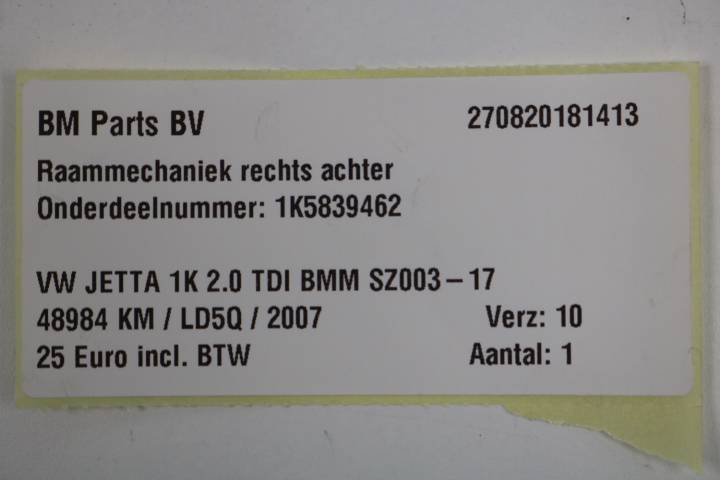 BM Parts BV 270820181413
Raammechaniek rechts achter
Onderdeelnummer: 1K5839462
VW JETTA 1K 2.0 TDI BMM SZ003-17
48984 KM / LD5Q / 2007 Verz: 10
25 Euro incl. BTW Aantal: 1